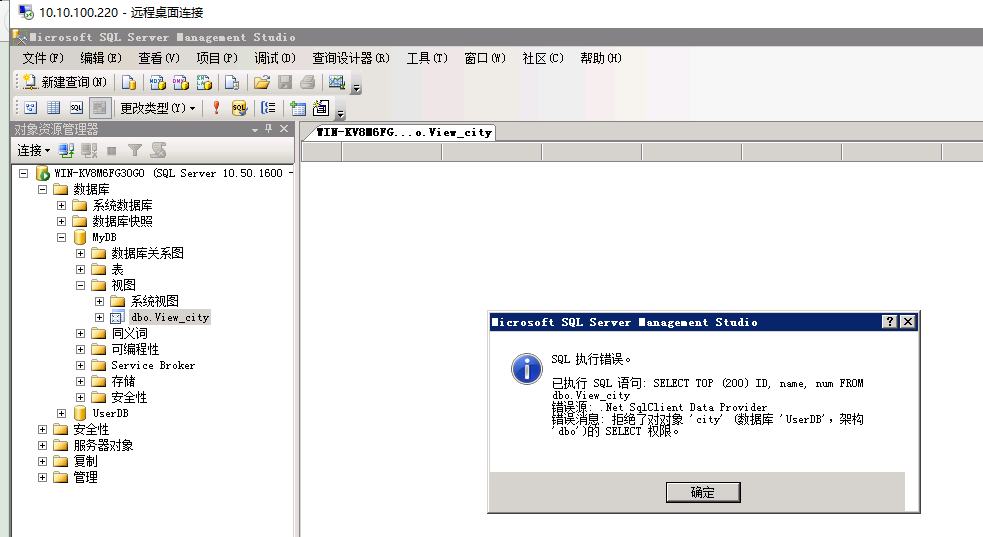 10.10.100.220 - 远程桌面连接
Microsoft SQL Server Management Studio
文件(F) 编辑(E) 查看(V) 项目(P) 调试(D) 查询设计器(R) 工具(T) 窗口(W) 社区(C) 帮助(H)
新建查询(N)
更改类型(Y)
对象资源管理器
连接
WIN-KV8M6FG...o.View_city
WIN-KV8M6FG3OGO (SQL Server 10.50.1600 -
数据库
系统数据库
数据库快照
MyDB
数据库关系图
表
视图
系统视图
dbo.View_city
同义词
可编程性
Service Broker
存储
安全性
UserDB
安全性
服务器对象
复制
管理
Microsoft SQL Server Management Studio
SQL 执行错误。
已执行 SQL 语句: SELECT TOP (200) ID, name, num FROM
dbo.View_city
错误源: .Net SqlClient Data Provider
错误消息: 拒绝了对对象 'city' (数据库 'UserDB'，架构
'dbo')的 SELECT 权限。
确定